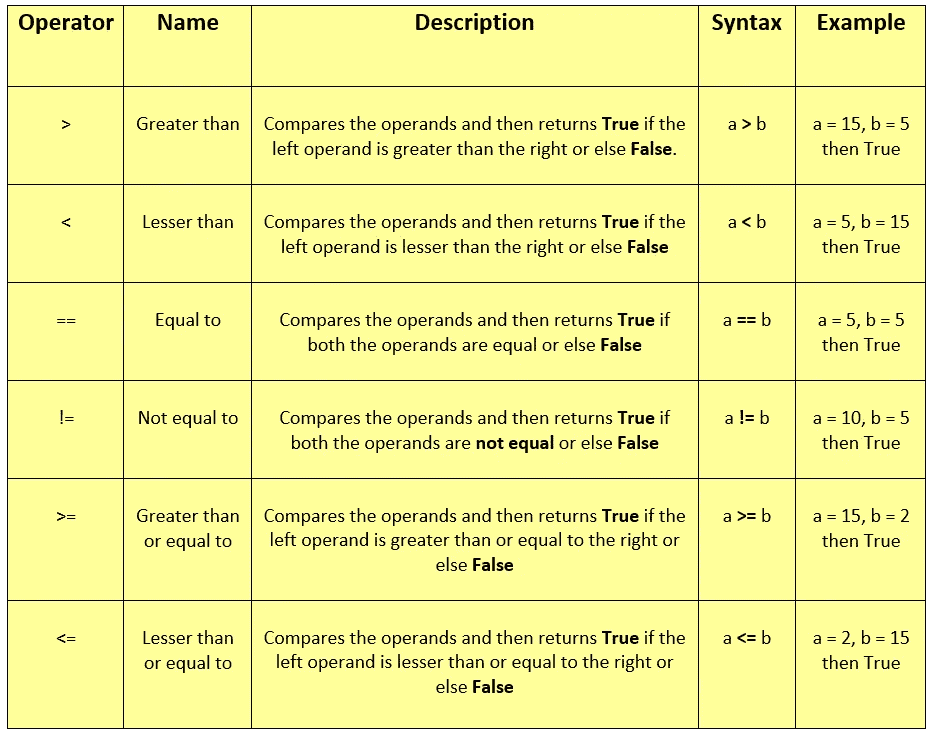 Operator Name Description Syntax Example
> Greater than Compares the operands and then returns True if the left operand is greater than the right or else False. a > b a = 15, b = 5 then True
< Lesser than Compares the operands and then returns True if the left operand is lesser than the right or else False a < b a = 5, b = 15 then True
== Equal to Compares the operands and then returns True if both the operands are equal or else False a == b a = 5, b = 5 then True
!= Not equal to Compares the operands and then returns True if both the operands are not equal or else False a != b a = 10, b = 5 then True
>= Greater than or equal to Compares the operands and then returns True if the left operand is greater than or equal to the right or else False a >= b a = 15, b = 2 then True
<= Lesser than or equal to Compares the operands and then returns True if the left operand is lesser than or equal to the right or else False a <= b a = 2, b = 15 then True